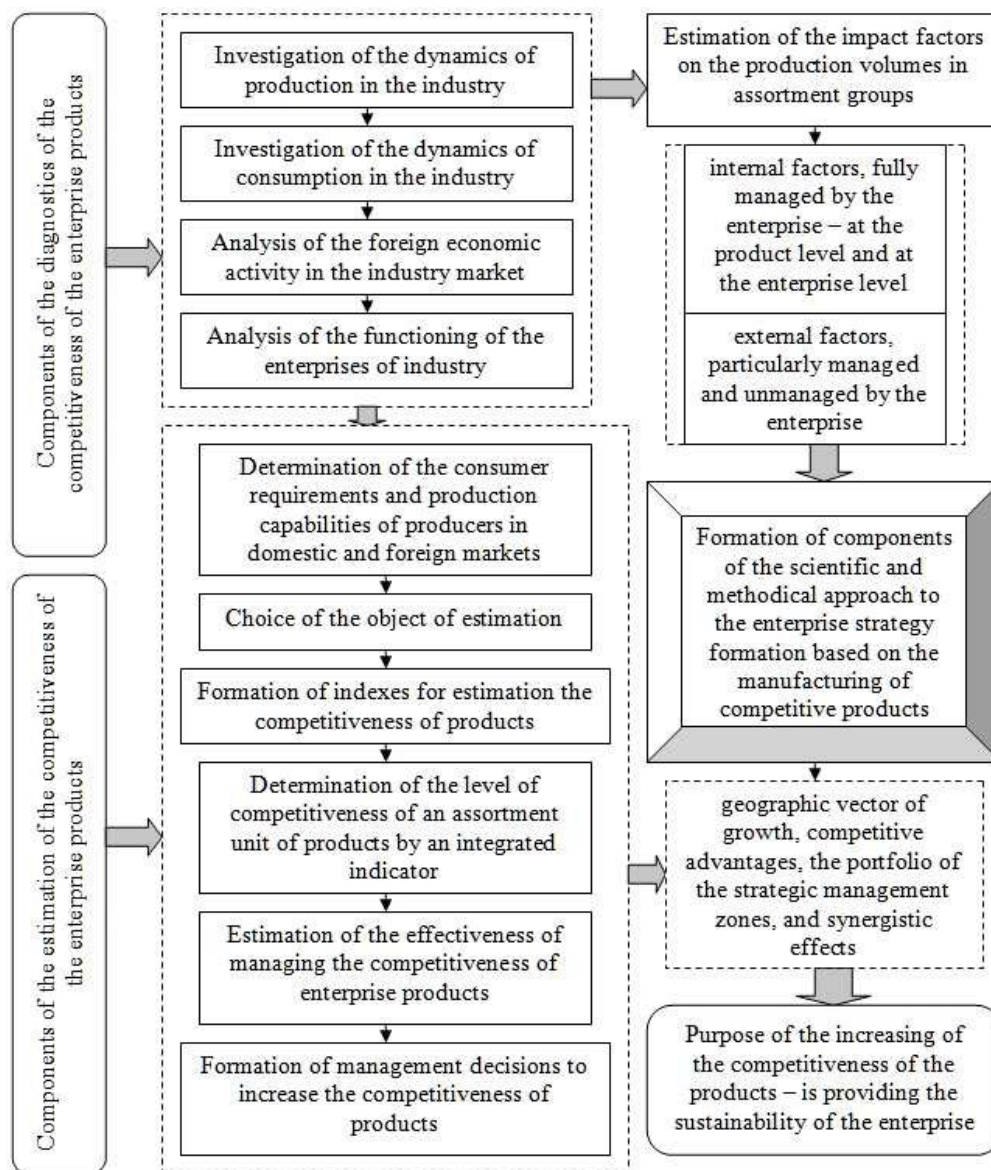 Components of the diagnostics of the
competitiveness of the enterprise products
Investigation of the dynamics of
production in the industry
Investigation of the dynamics of
consumption in the industry
Analysis of the foreign economic
activity in the industry market
Analysis of the functioning of the
enterprises of industry
Components of the estimation of the competitiveness of
the enterprise products
Determination of the consumer
requirements and production
capabilities of producers in
domestic and foreign markets
Choice of the object of estimation
Formation of indexes for estimation the
competitiveness of products
Determination of the level of
competitiveness of an assortment
unit of products by an integrated
indicator
Estimation of the effectiveness of
managing the competitiveness of
enterprise products
Formation of management decisions to
increase the competitiveness of
products
Estimation of the impact factors
on the production volumes in
assortment groups
internal factors, fully
managed by the
enterprise – at the
product level and at
the enterprise level
external factors,
particularly managed
and unmanaged by the
enterprise
Formation of components
of the scientific and
methodical approach to
the enterprise strategy
formation based on the
manufacturing of
competitive products
geographic vector of
growth, competitive
advantages, the portfolio of
the strategic management
zones, and synergistic
effects
Purpose of the increasing of
the competitiveness of the
products – is providing the
sustainability of the enterprise